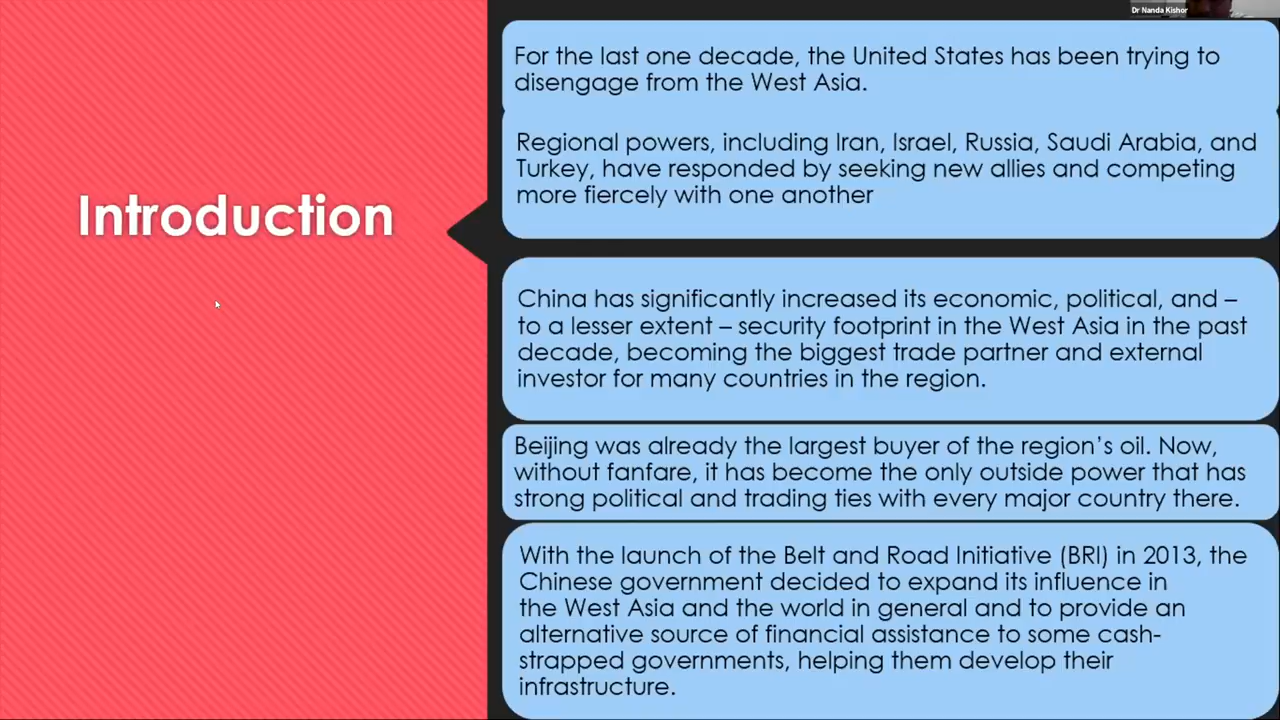 Dr Nanda Kishor
Introduction
For the last one decade, the United States has been trying to
disengage from the West Asia.
Regional powers, including Iran, Israel, Russia, Saudi Arabia, and
Turkey, have responded by seeking new allies and competing
more fiercely with one another
China has significantly increased its economic, political, and –
to a lesser extent – security footprint in the West Asia in the past
decade, becoming the biggest trade partner and external
investor for many countries in the region.
Beijing was already the largest buyer of the region’s oil. Now,
without fanfare, it has become the only outside power that has
strong political and trading ties with every major country there.
With the launch of the Belt and Road Initiative (BRI) in 2013, the
Chinese government decided to expand its influence in
the West Asia and the world in general and to provide an
alternative source of financial assistance to some cash-
strapped governments, helping them develop their
infrastructure.